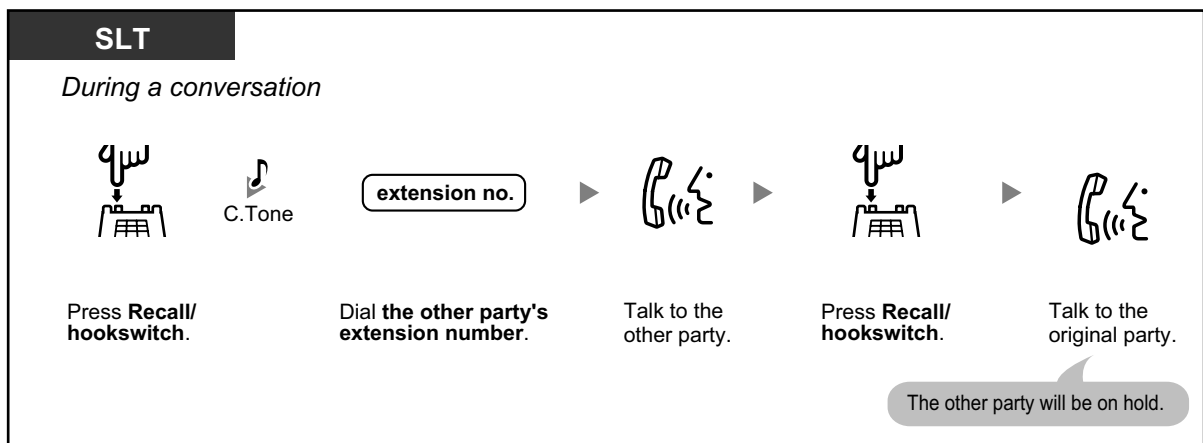 SLT
During a conversation
C.Tone
extension no.
Press Recall/
hookswitch.
Dial the other party's
extension number.
Talk to the
other party.
Press Recall/
hookswitch.
Talk to the
original party.
The other party will be on hold.